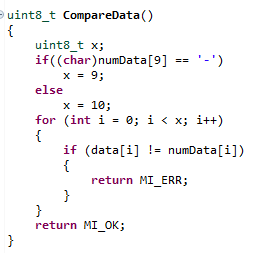 uint8_t CompareData()
{
    uint8_t x;
    if((char)numData[9] == '-')
        x = 9;
    else
        x = 10;
    for (int i = 0; i < x; i++)
    {
        if (data[i] != numData[i])
        {
            return MI_ERR;
        }
    }
    return MI_OK;
}